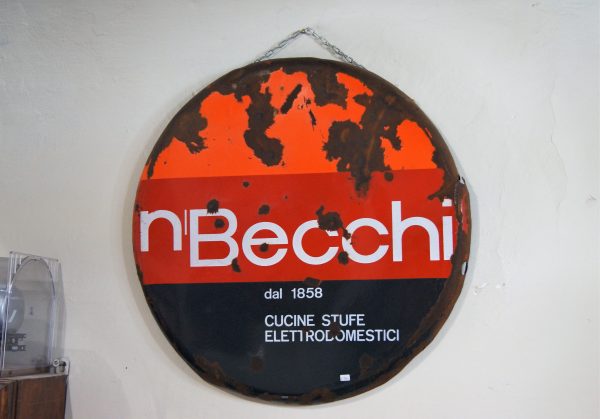 n Becchi
dal 1858
CUCINE STUFE
ELETTRODOMESTICI